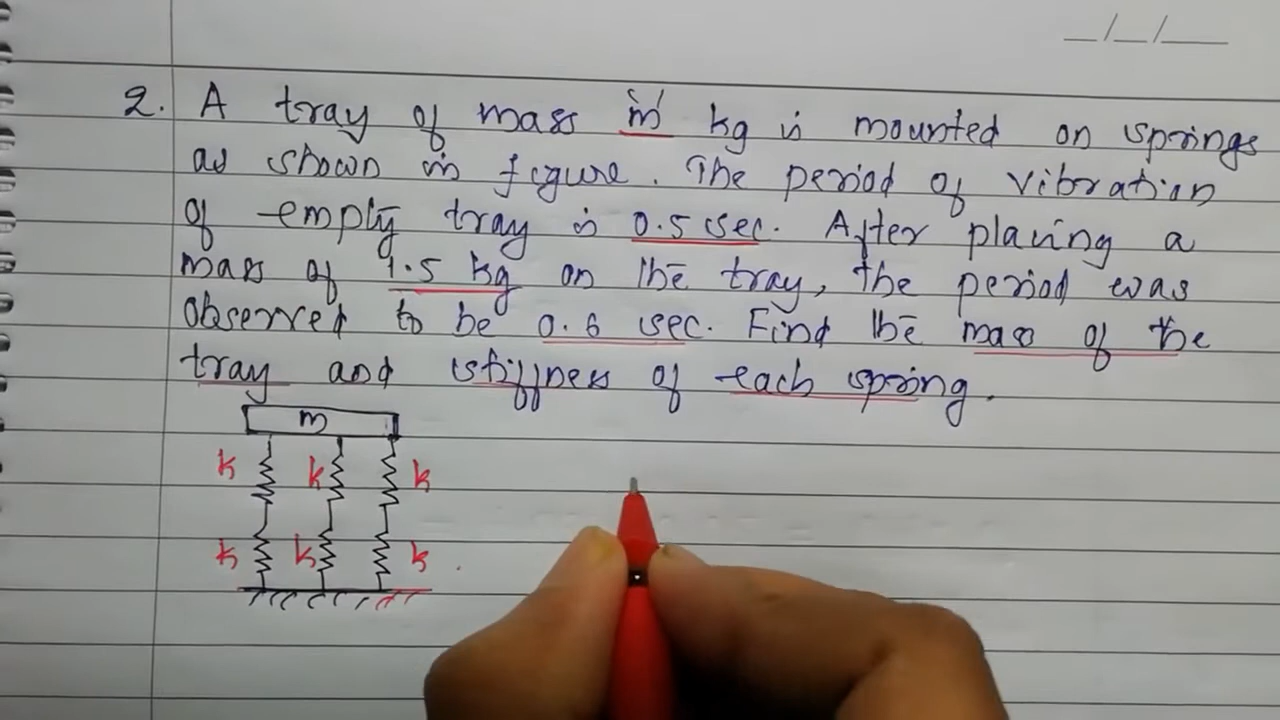 _/_/__
2. A tray of mass 'm' kg is mounted on springs
as shown in figure. The period of vibration
of empty tray is 0.5 sec. After placing a
mass of 1.5 kg on the tray, the period was
observed to be 0.6 sec. Find the mass of the
tray and stiffness of each spring.
m
k k k
k k k